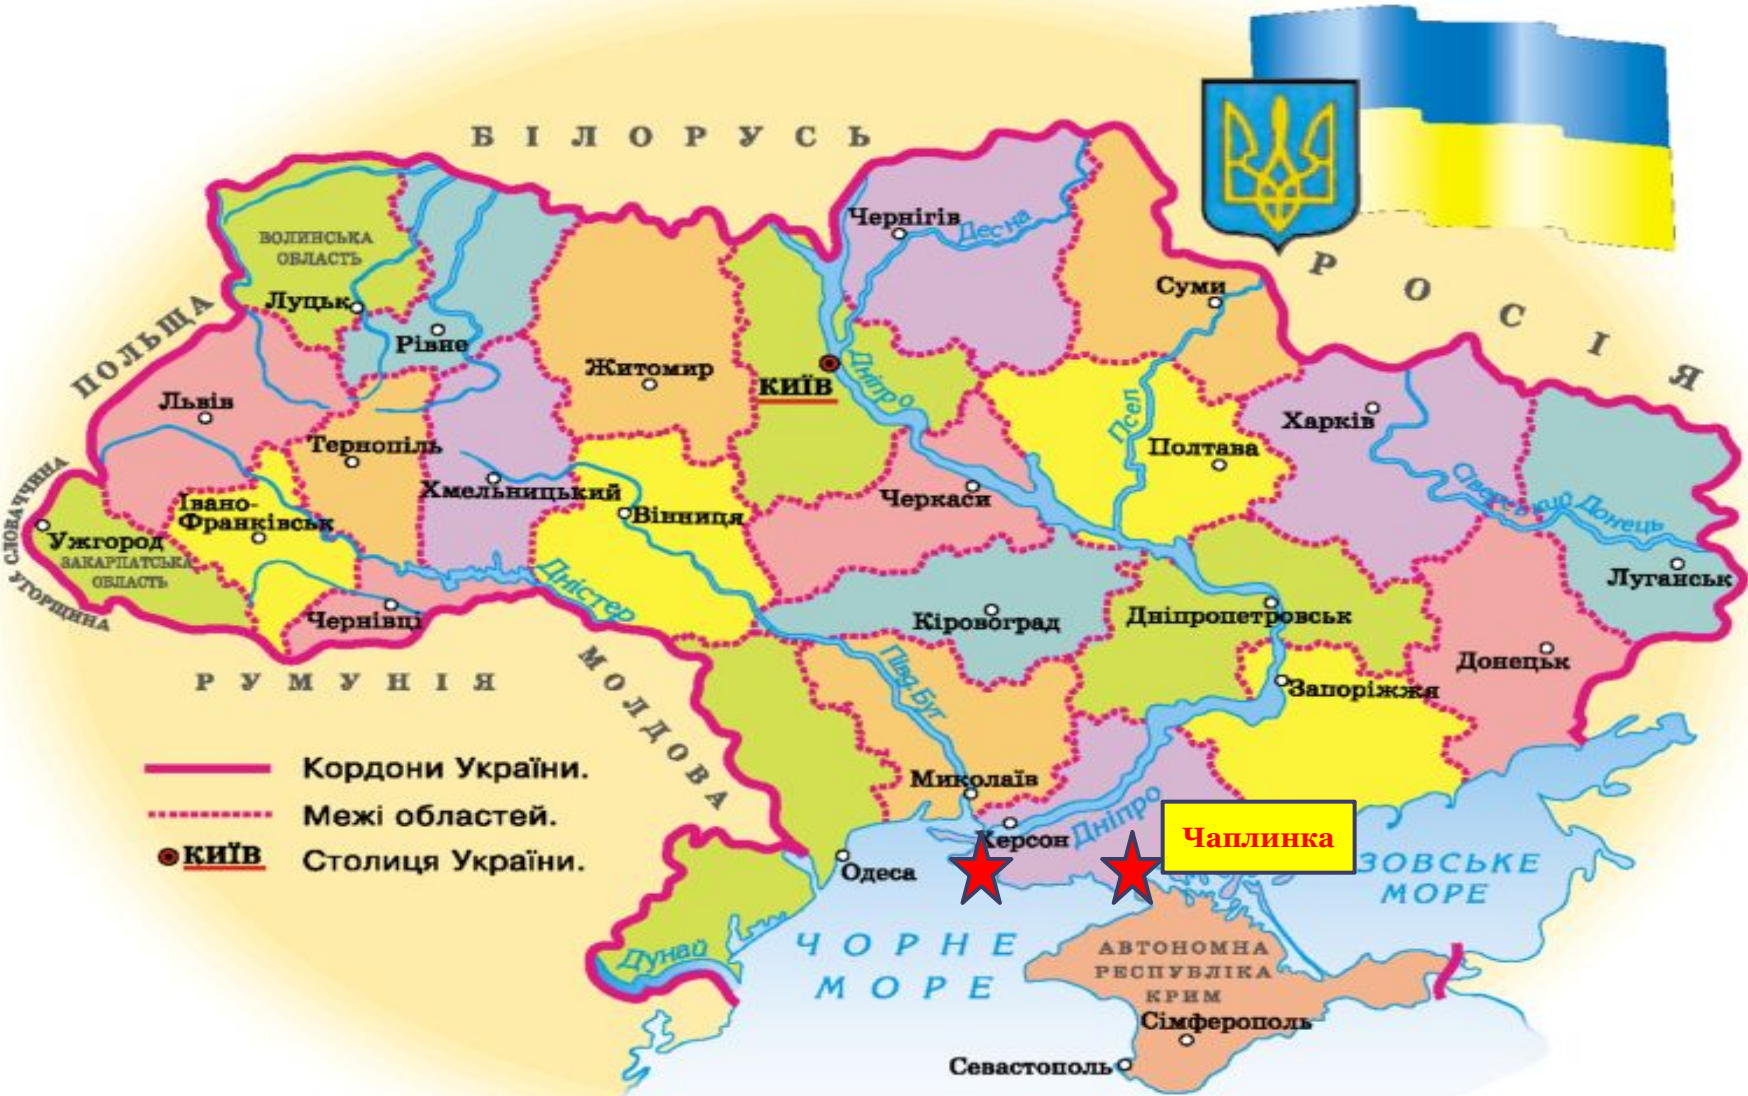 БІЛОРУСЬ
РОСІЯ
ПОЛЬЩА
СЛОВАЧЧИНА
УГОРЩИНА
РУМУНІЯ
МОЛДОВА
ВОЛИНСЬКА
ОБЛАСТЬ
Луцьк
Рівне
Львів
Тернопіль
Хмельницький
Івано-
Франківськ
Ужгород
ЗАКАРПАТСЬКА
ОБЛАСТЬ
Чернівці
Житомир
Вінниця
КИЇВ
Чернігів
Десна
Суми
Дніпро
Псел
Полтава
Харків
Сіверський Донець
Луганськ
Черкаси
Кіровоград
Дніпропетровськ
Донецьк
Запоріжжя
Дністер
Півд.Буг
Миколаїв
Херсон
Дніпро
Чаплинка
Одеса
Дунай
ЗОВСЬКЕ
МОРЕ
ЧОРНЕ
МОРЕ
АВТОНОМНА
РЕСПУБЛІКА
КРИМ
Сімферополь
Севастополь
Кордони України.
Межі областей.
КИЇВ Столиця України.